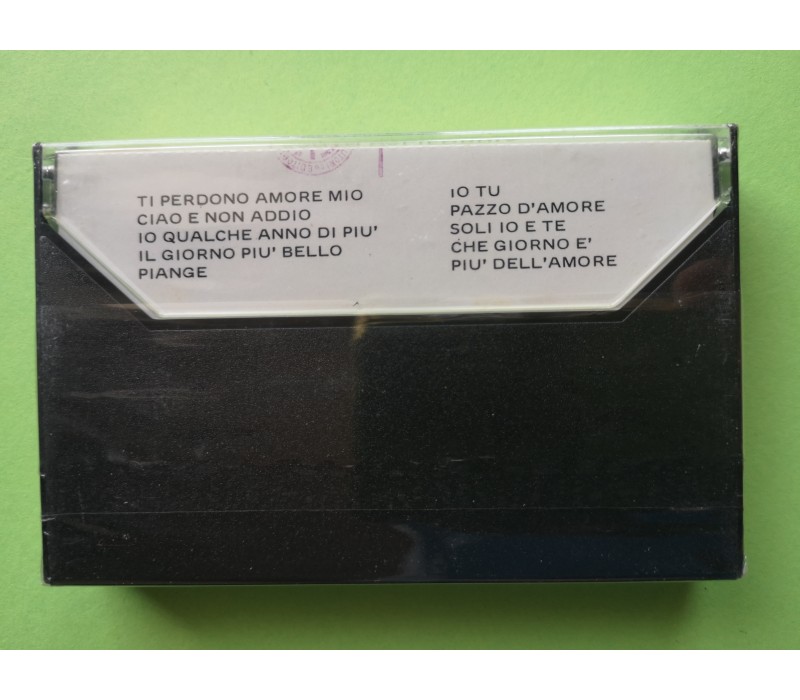 TI PERDONO AMORE MIO
CIAO E NON ADDIO
IO QUALCHE ANNO DI PIU'
IL GIORNO PIU' BELLO
PIANGE
IO TU
PAZZO D'AMORE
SOLI IO E TE
CHE GIORNO E'
PIU' DELL'AMORE